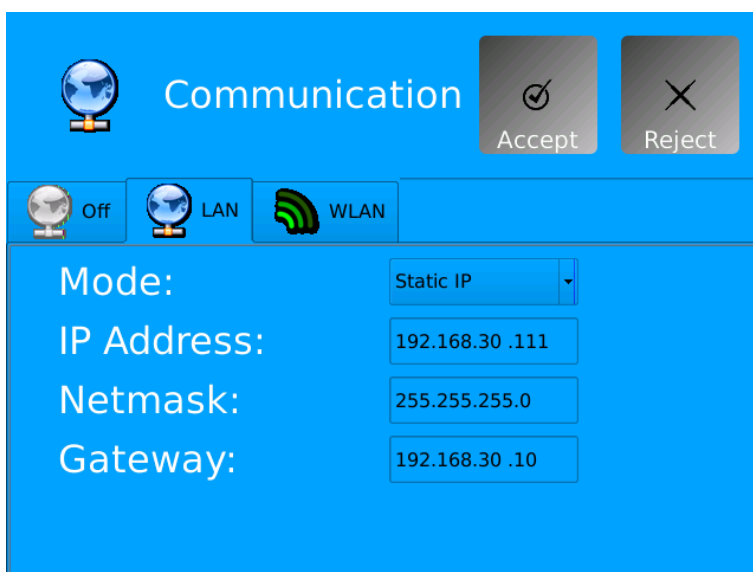 Communication
Accept
Reject
Off
LAN
WLAN
Mode:
Static IP
IP Address:
192.168.30 .111
Netmask:
255.255.255.0
Gateway:
192.168.30 .10